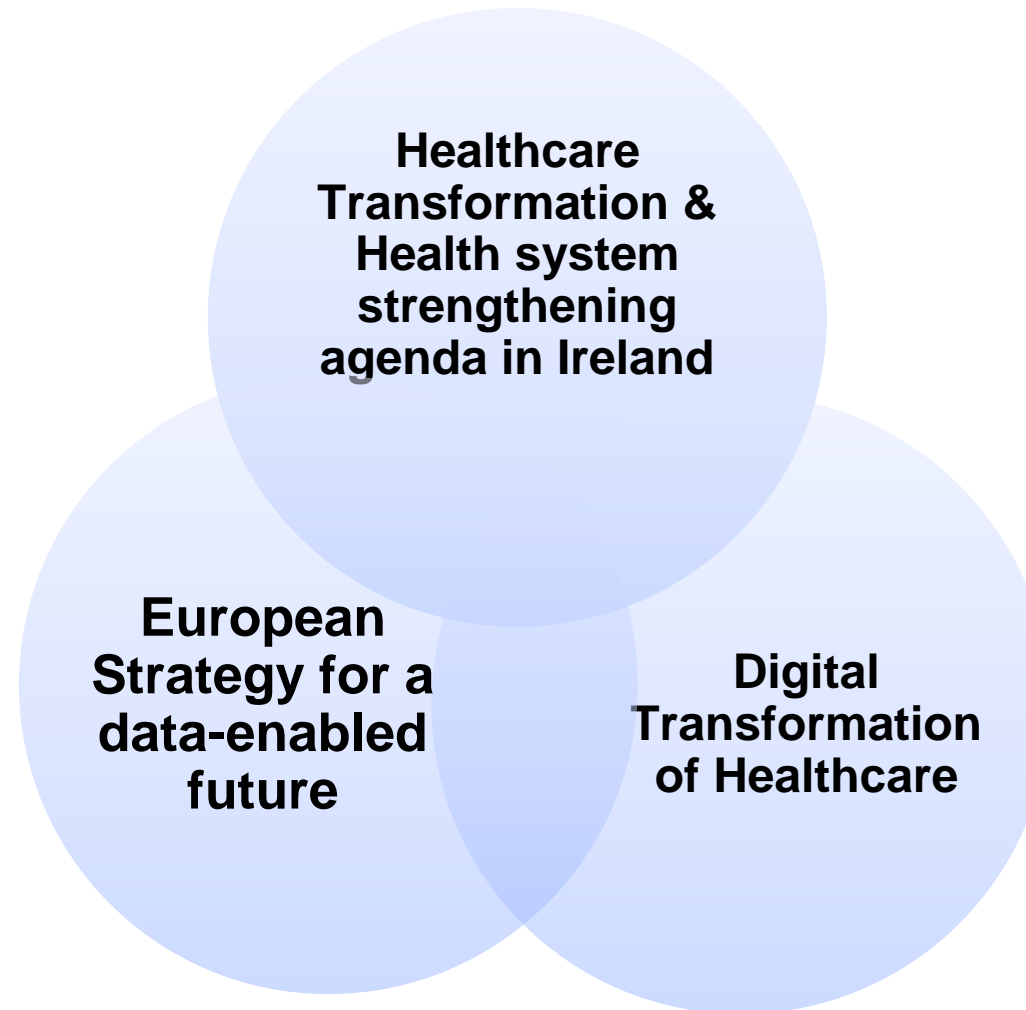 Healthcare
Transformation &
Health system
strengthening
agenda in Ireland
European
Strategy for a
data-enabled
future
Digital
Transformation
of Healthcare